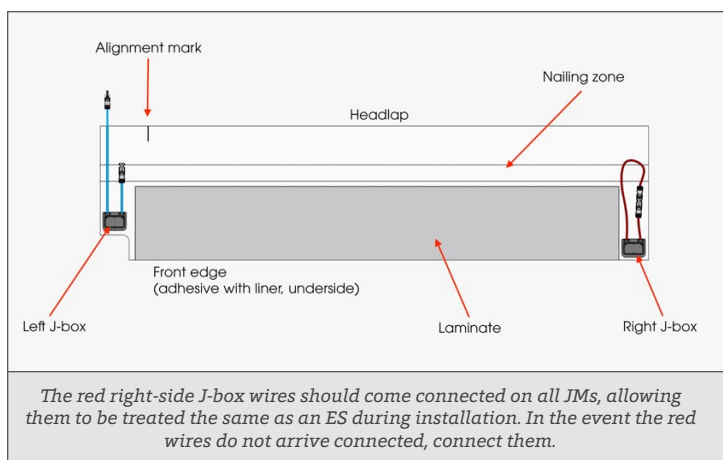 Alignment mark
Nailing zone
Headlap
Front edge
(adhesive with liner, underside)
Left J-box
Laminate
Right J-box
The red right-side J-box wires should come connected on all JMs, allowing
them to be treated the same as an ES during installation. In the event the red
wires do not arrive connected, connect them.